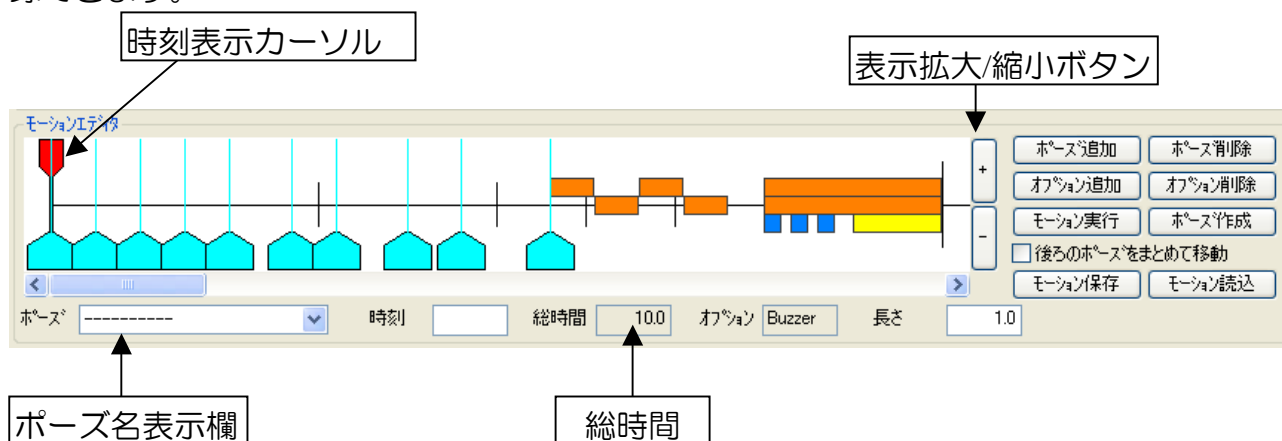 時刻表示カーソル
表示拡大/縮小ボタン
モーションエディタ
+
ポーズ追加
ポーズ削除
オプション追加
オプション削除
モーション実行
ポーズ作成
-
後ろのポーズをまとめて移動
モーション保存
モーション読込
ポーズ
----------
時刻
総時間
10.0
オプション
Buzzer
長さ
1.0
ポーズ名表示欄
総時間